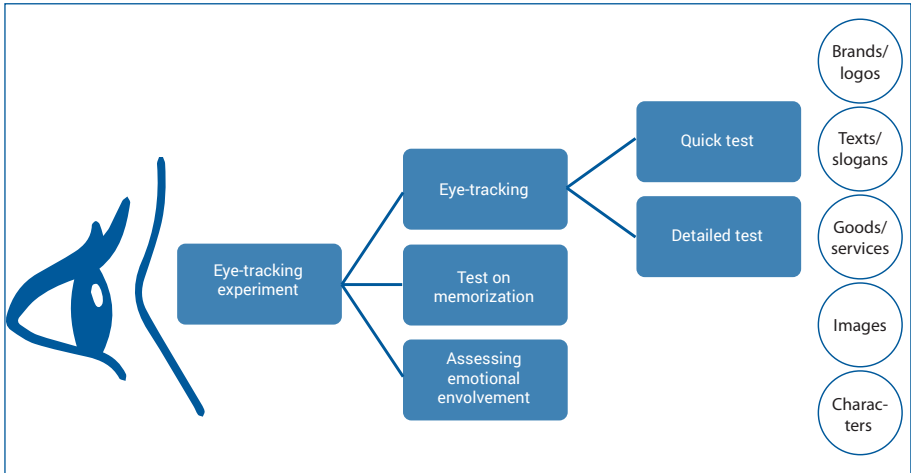 Eye-tracking
experiment
Eye-tracking
Test on
memorization
Assessing
emotional
envolvement
Quick test
Detailed test
Brands/
logos
Texts/
slogans
Goods/
services
Images
Charac-
ters